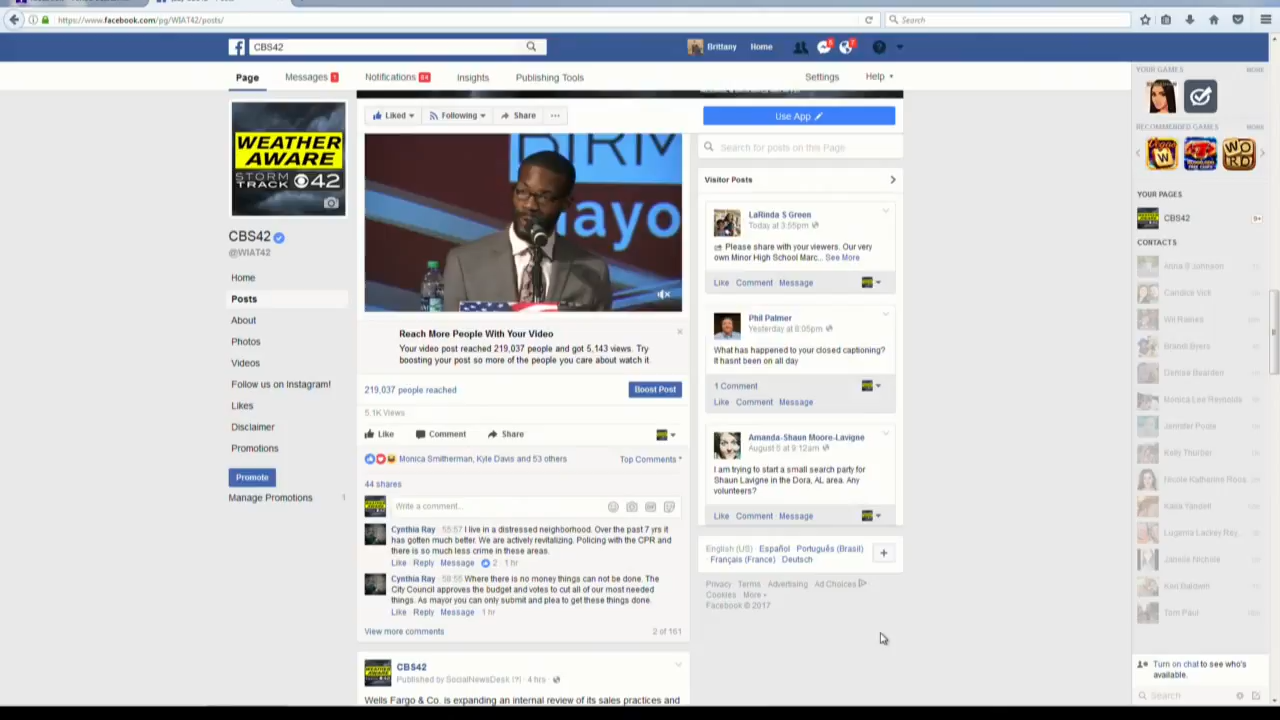 https://www.facebook.com/pg/WIAT42/posts/
Search
CBS42
Brittany
Home
Page
Messages
Notifications
Insights
Publishing Tools
Settings
Help
WEATHER
AWARE
STORM
TRACK 42
CBS42
@WIAT42
Home
Posts
About
Photos
Videos
Follow us on Instagram!
Likes
Disclaimer
Promotions
Promote
Manage Promotions 1
Liked
Following
Share
...
BIRM
Mayo
Reach More People With Your Video
Your video post reached 219,037 people and got 5,143 views. Try
boosting your post so more of the people you care about watch it
219,037 people reached
Boost Post
5.1K Views
Like
Comment
Share
Monica Smitherman, Kyle Davis and 53 others
Top Comments
44 shares
Write a comment...
Cynthia Ray · 55:57 I live in a distressed neighborhood. Over the past 7 yrs it
has gotten much better. We are actively revitalizing. Policing with the CPR and
there is so much less crime in these areas.
Like Reply Message 2 · 1 hr
Cynthia Ray · 58:55 Where there is no money things can not be done. The
City Council approves the budget and votes to cut all of our most needed
things. As mayor you can only submit and plea to get these things done.
Like Reply Message · 1 hr
View more comments
2 of 161
CBS42
Published by SocialNewsDesk [?] · 4 hrs ·
Wells Fargo & Co. is expanding an internal review of its sales practices and
Use App
Search for posts on this Page
Visitor Posts
LaRinda S Green
Today at 3:55pm
Please share with your viewers. Our very
own Minor High School Marc... See More
Like Comment Message
Phil Palmer
Yesterday at 8:05pm
What has happened to your closed captioning?
It hasnt been on all day
1 Comment
Like Comment Message
Amanda-Shaun Moore-Lavigne
August 5 at 9:12am
I am trying to start a small search party for
Shaun Lavigne in the Dora, AL area. Any
volunteers?
Like Comment Message
English (US) Español Português (Brasil)
Français (France) Deutsch
+
Privacy Terms Advertising Ad Choices
Cookies More
Facebook © 2017
YOUR GAMES
MORE
RECOMMENDED GAMES
MORE
YOUR PAGES
CBS42
9+
CONTACTS
Anna B Johnson
Candice Vick
Wil Raines
Brandi Byers
Denise Bearden
Monica Lee Reynolds
Kelly Thurber
Nicolle Katherine Roos
Kaila Yandell
Lugema Lackey Rey
Janelle Nichelle
Keri Baldwin
Tom Paul
Turn on chat to see who's
available.
Search